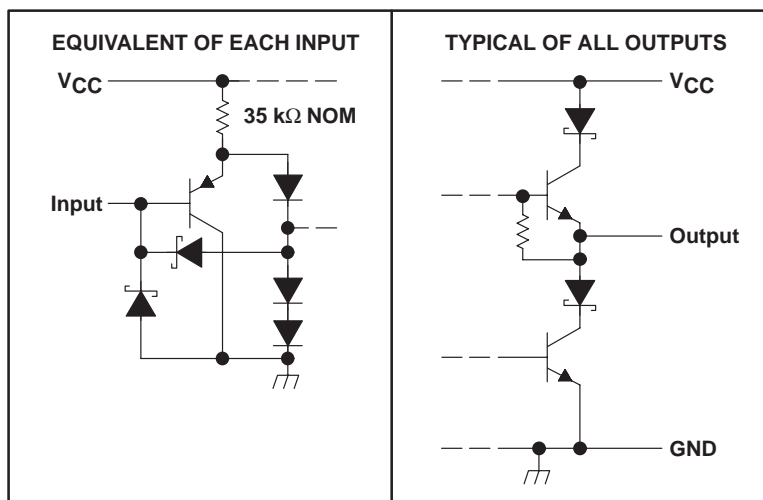 EQUIVALENT OF EACH INPUT
VCC
35 kΩ NOM
Input
TYPICAL OF ALL OUTPUTS
VCC
Output
GND